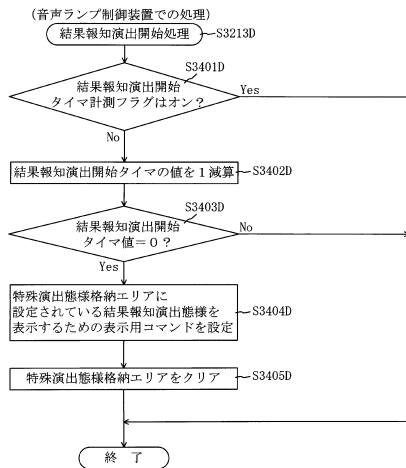 (音声ランプ制御装置での処理)
結果報知演出開始処理
S3213D
S3401D
結果報知演出開始
タイマ計測フラグはオン?
Yes
No
結果報知演出開始タイマの値を1減算
S3402D
S3403D
結果報知演出開始
タイマ値=0?
No
Yes
特殊演出態様格納エリアに
設定されている結果報知演出態様を
表示するための表示用コマンドを設定
S3404D
特殊演出態様格納エリアをクリア
S3405D
終 了